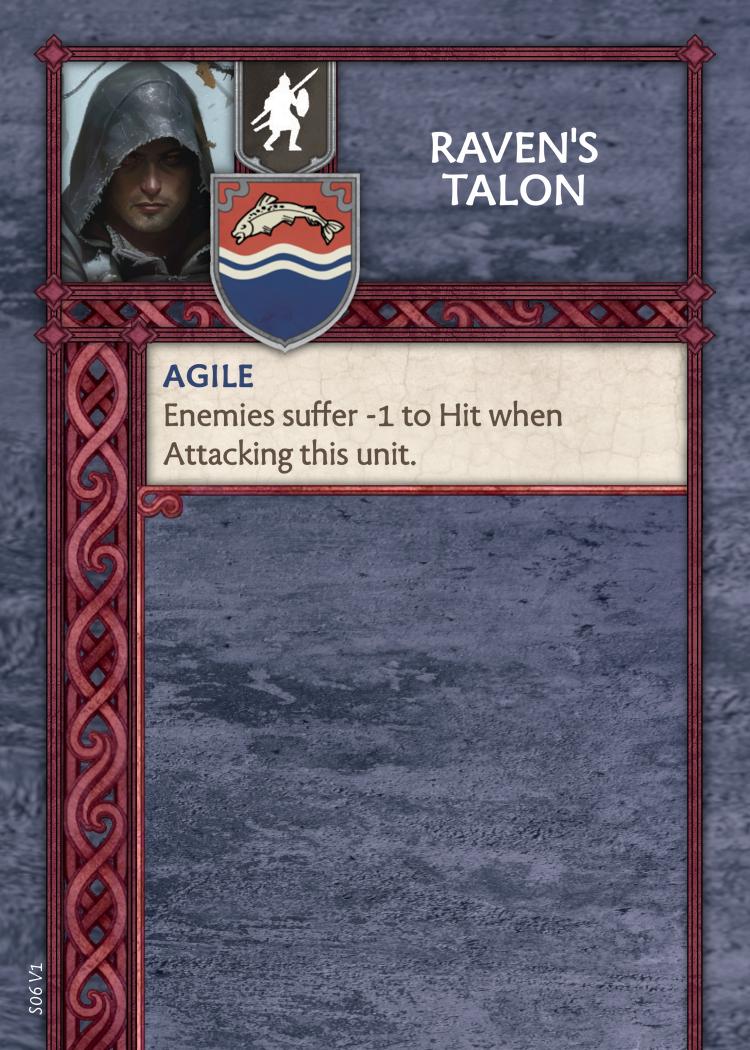 RAVEN'S
TALON
AGILE
Enemies suffer -1 to Hit when
Attacking this unit.
S06 V1